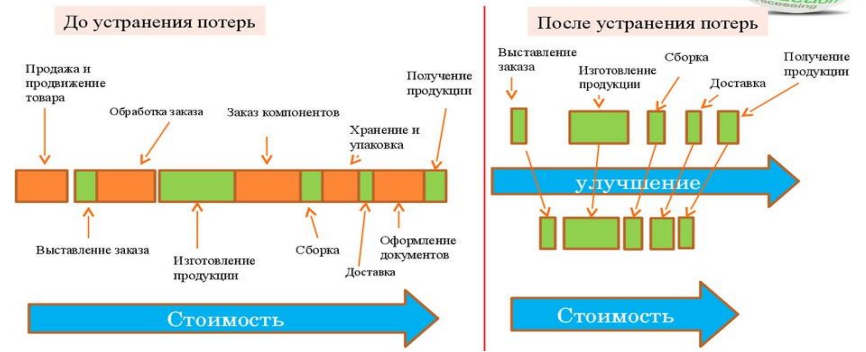 До устранения потерь
Продажа и
продвижение
товара
Обработка заказа
Заказ компонентов
Хранение и
упаковка
Получение
продукции
Выставление заказа
Изготовление
продукции
Сборка
Доставка
Оформление
документов
Стоимость
После устранения потерь
Выставление
заказа
Изготовление
продукции
Сборка
Доставка
Получение
продукции
улучшение
Стоимость